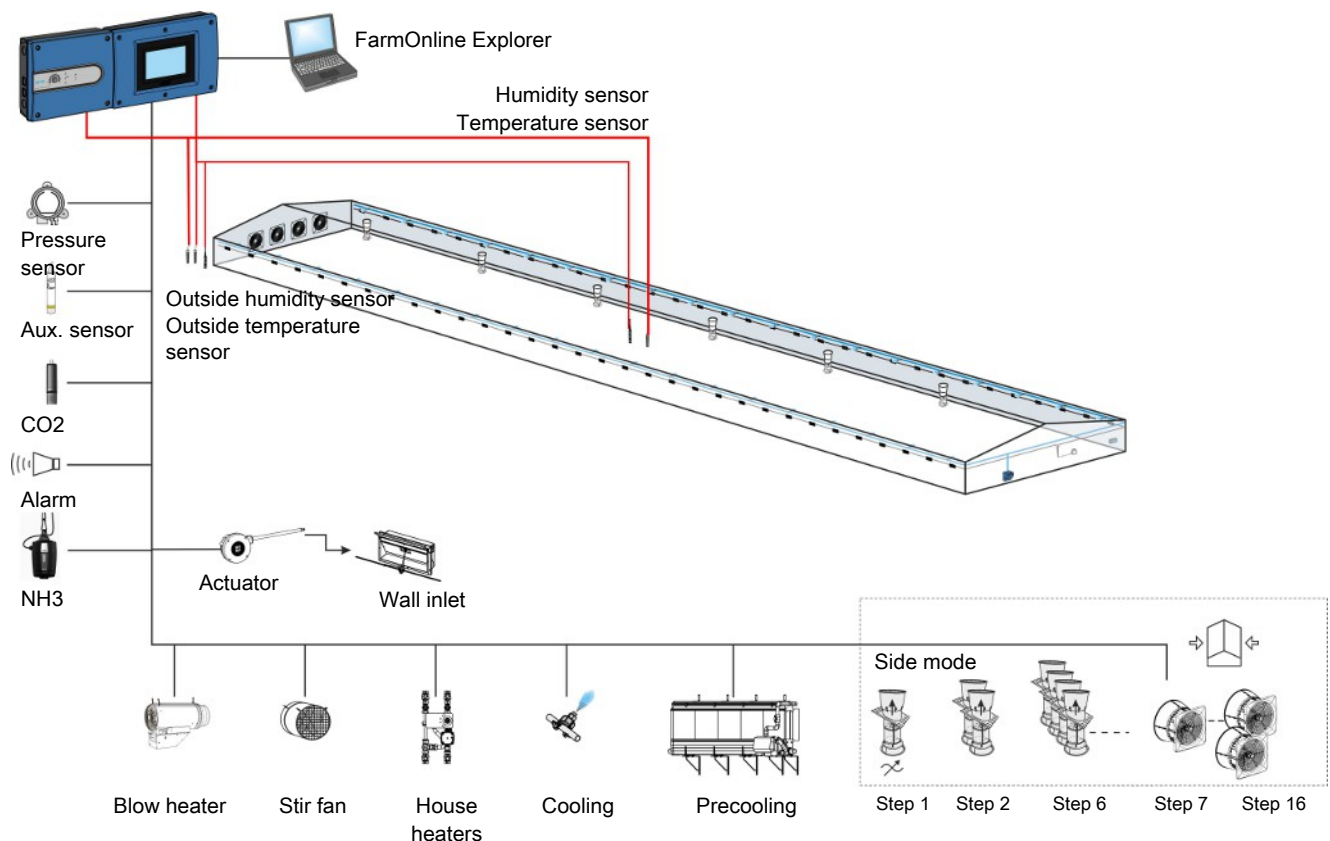 FarmOnline Explorer
Humidity sensor
Temperature sensor
Pressure
sensor
Outside humidity sensor
Outside temperature
sensor
Aux. sensor
CO2
Alarm
NH3
Actuator
Wall inlet
Side mode
Blow heater
Stir fan
House
heaters
Cooling
Precooling
Step 1
Step 2
Step 6
Step 7
Step 16